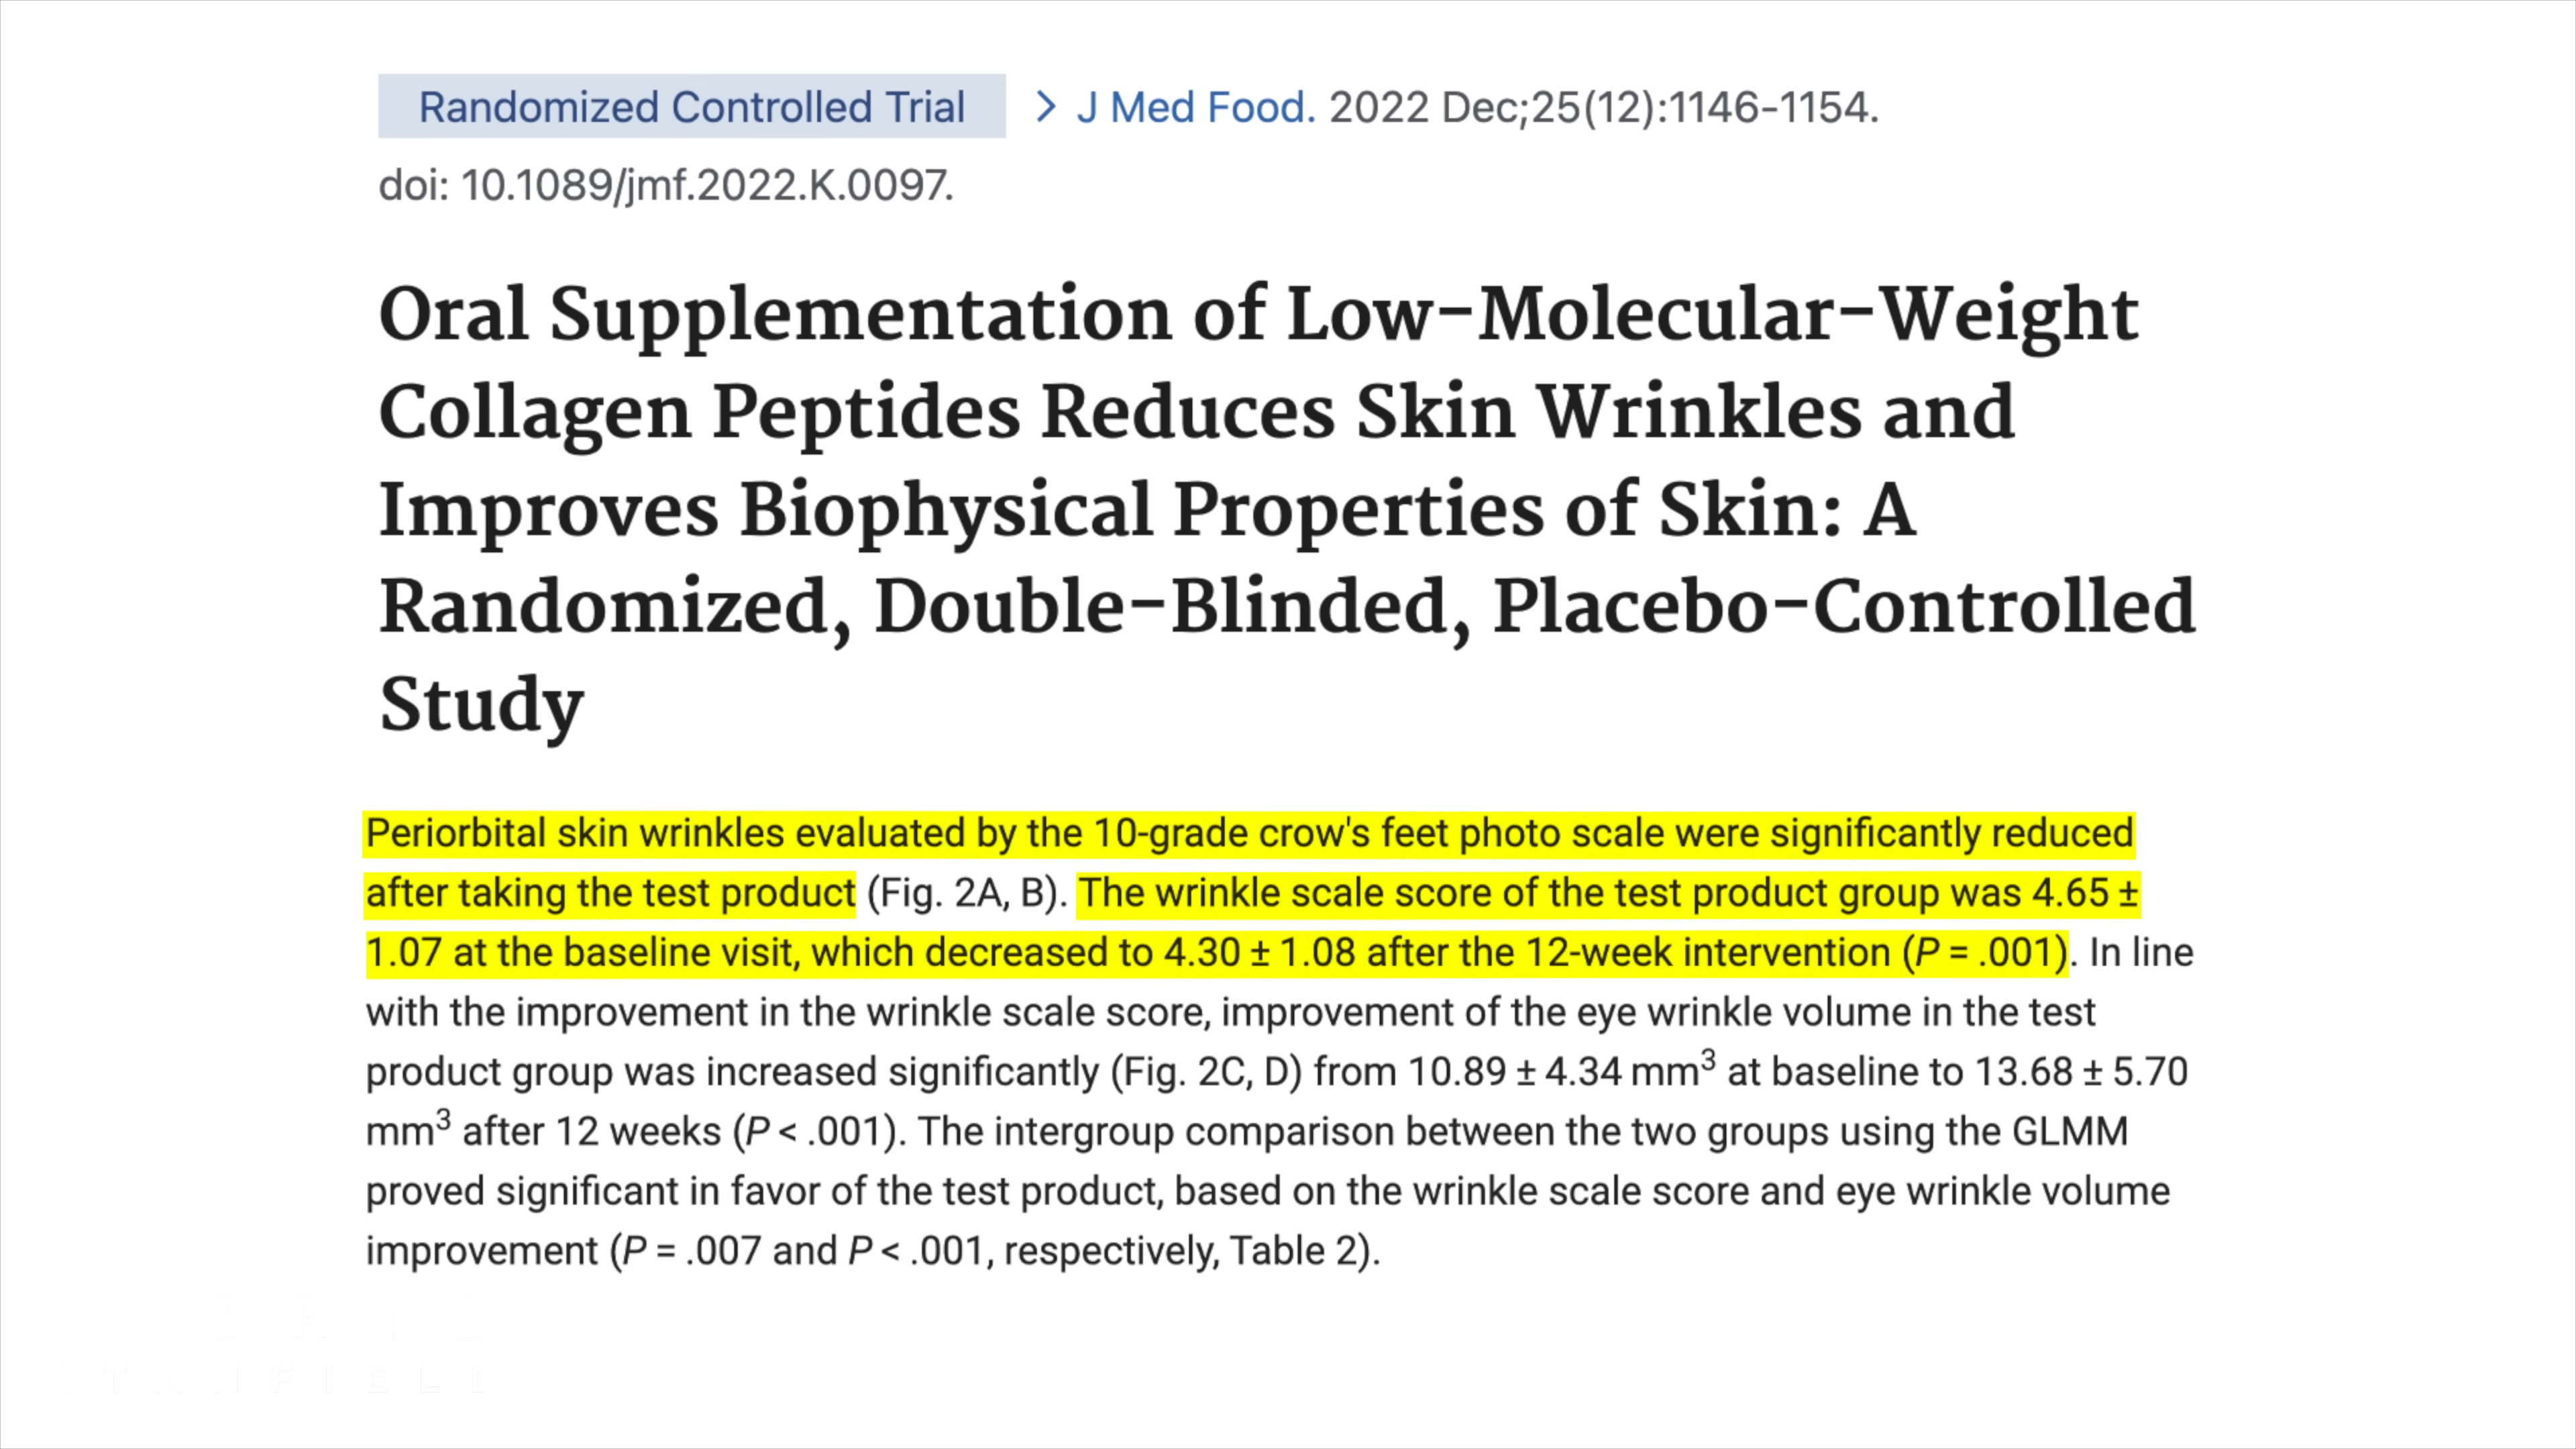 Randomized Controlled Trial > J Med Food. 2022 Dec;25(12):1146-1154.
doi: 10.1089/jmf.2022.K.0097.
Oral Supplementation of Low-Molecular-Weight
Collagen Peptides Reduces Skin Wrinkles and
Improves Biophysical Properties of Skin: A
Randomized, Double-Blinded, Placebo-Controlled
Study
Periorbital skin wrinkles evaluated by the 10-grade crow's feet photo scale were significantly reduced
after taking the test product (Fig. 2A, B). The wrinkle scale score of the test product group was 4.65 ±
1.07 at the baseline visit, which decreased to 4.30 ± 1.08 after the 12-week intervention (P = .001). In line
with the improvement in the wrinkle scale score, improvement of the eye wrinkle volume in the test
product group was increased significantly (Fig. 2C, D) from 10.89 ± 4.34 mm³ at baseline to 13.68 ± 5.70
mm³ after 12 weeks (P < .001). The intergroup comparison between the two groups using the GLMM
proved significant in favor of the test product, based on the wrinkle scale score and eye wrinkle volume
improvement (P = .007 and P < .001, respectively, Table 2).